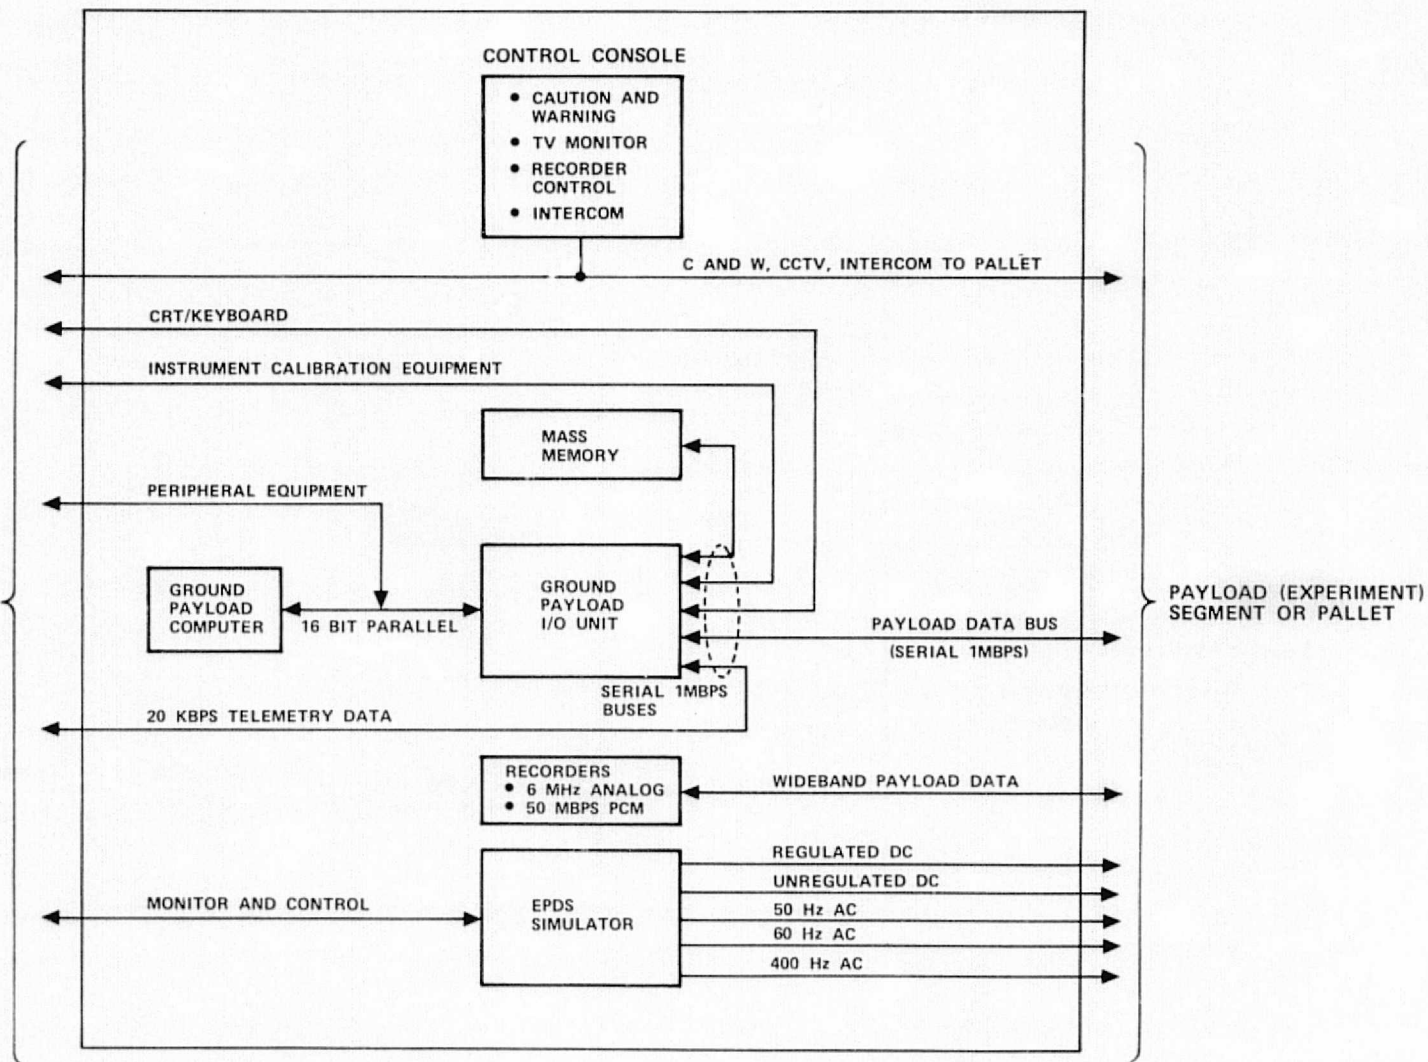 CONTROL CONSOLE
• CAUTION AND
WARNING
• TV MONITOR
• RECORDER
CONTROL
• INTERCOM
C AND W, CCTV, INTERCOM TO PALLET
CRT/KEYBOARD
INSTRUMENT CALIBRATION EQUIPMENT
MASS
MEMORY
PERIPHERAL EQUIPMENT
GROUND
PAYLOAD
COMPUTER
16 BIT PARALLEL
GROUND
PAYLOAD
I/O UNIT
PAYLOAD DATA BUS
(SERIAL 1MBPS)
PAYLOAD (EXPERIMENT)
SEGMENT OR PALLET
SERIAL 1MBPS
BUSES
20 KBPS TELEMETRY DATA
RECORDERS
• 6 MHz ANALOG
• 50 MBPS PCM
WIDEBAND PAYLOAD DATA
MONITOR AND CONTROL
EPDS
SIMULATOR
REGULATED DC
UNREGULATED DC
50 Hz AC
60 Hz AC
400 Hz AC